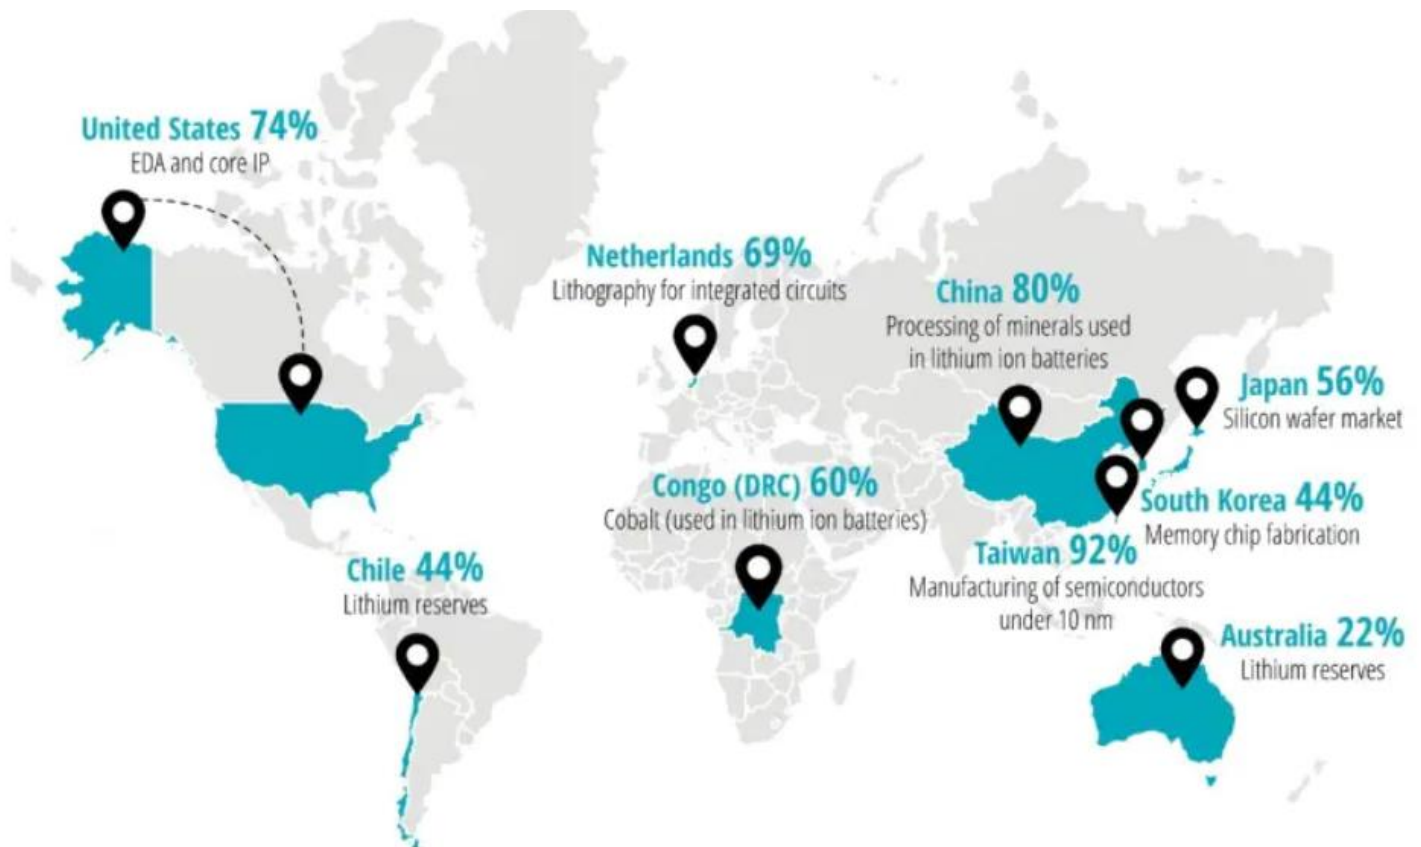 United States 74%
EDA and core IP
Netherlands 69%
Lithography for integrated circuits
China 80%
Processing of minerals used
in lithium ion batteries
Japan 56%
Silicon wafer market
Congo (DRC) 60%
Cobalt (used in lithium ion batteries)
South Korea 44%
Memory chip fabrication
Taiwan 92%
Manufacturing of semiconductors
under 10 nm
Chile 44%
Lithium reserves
Australia 22%
Lithium reserves